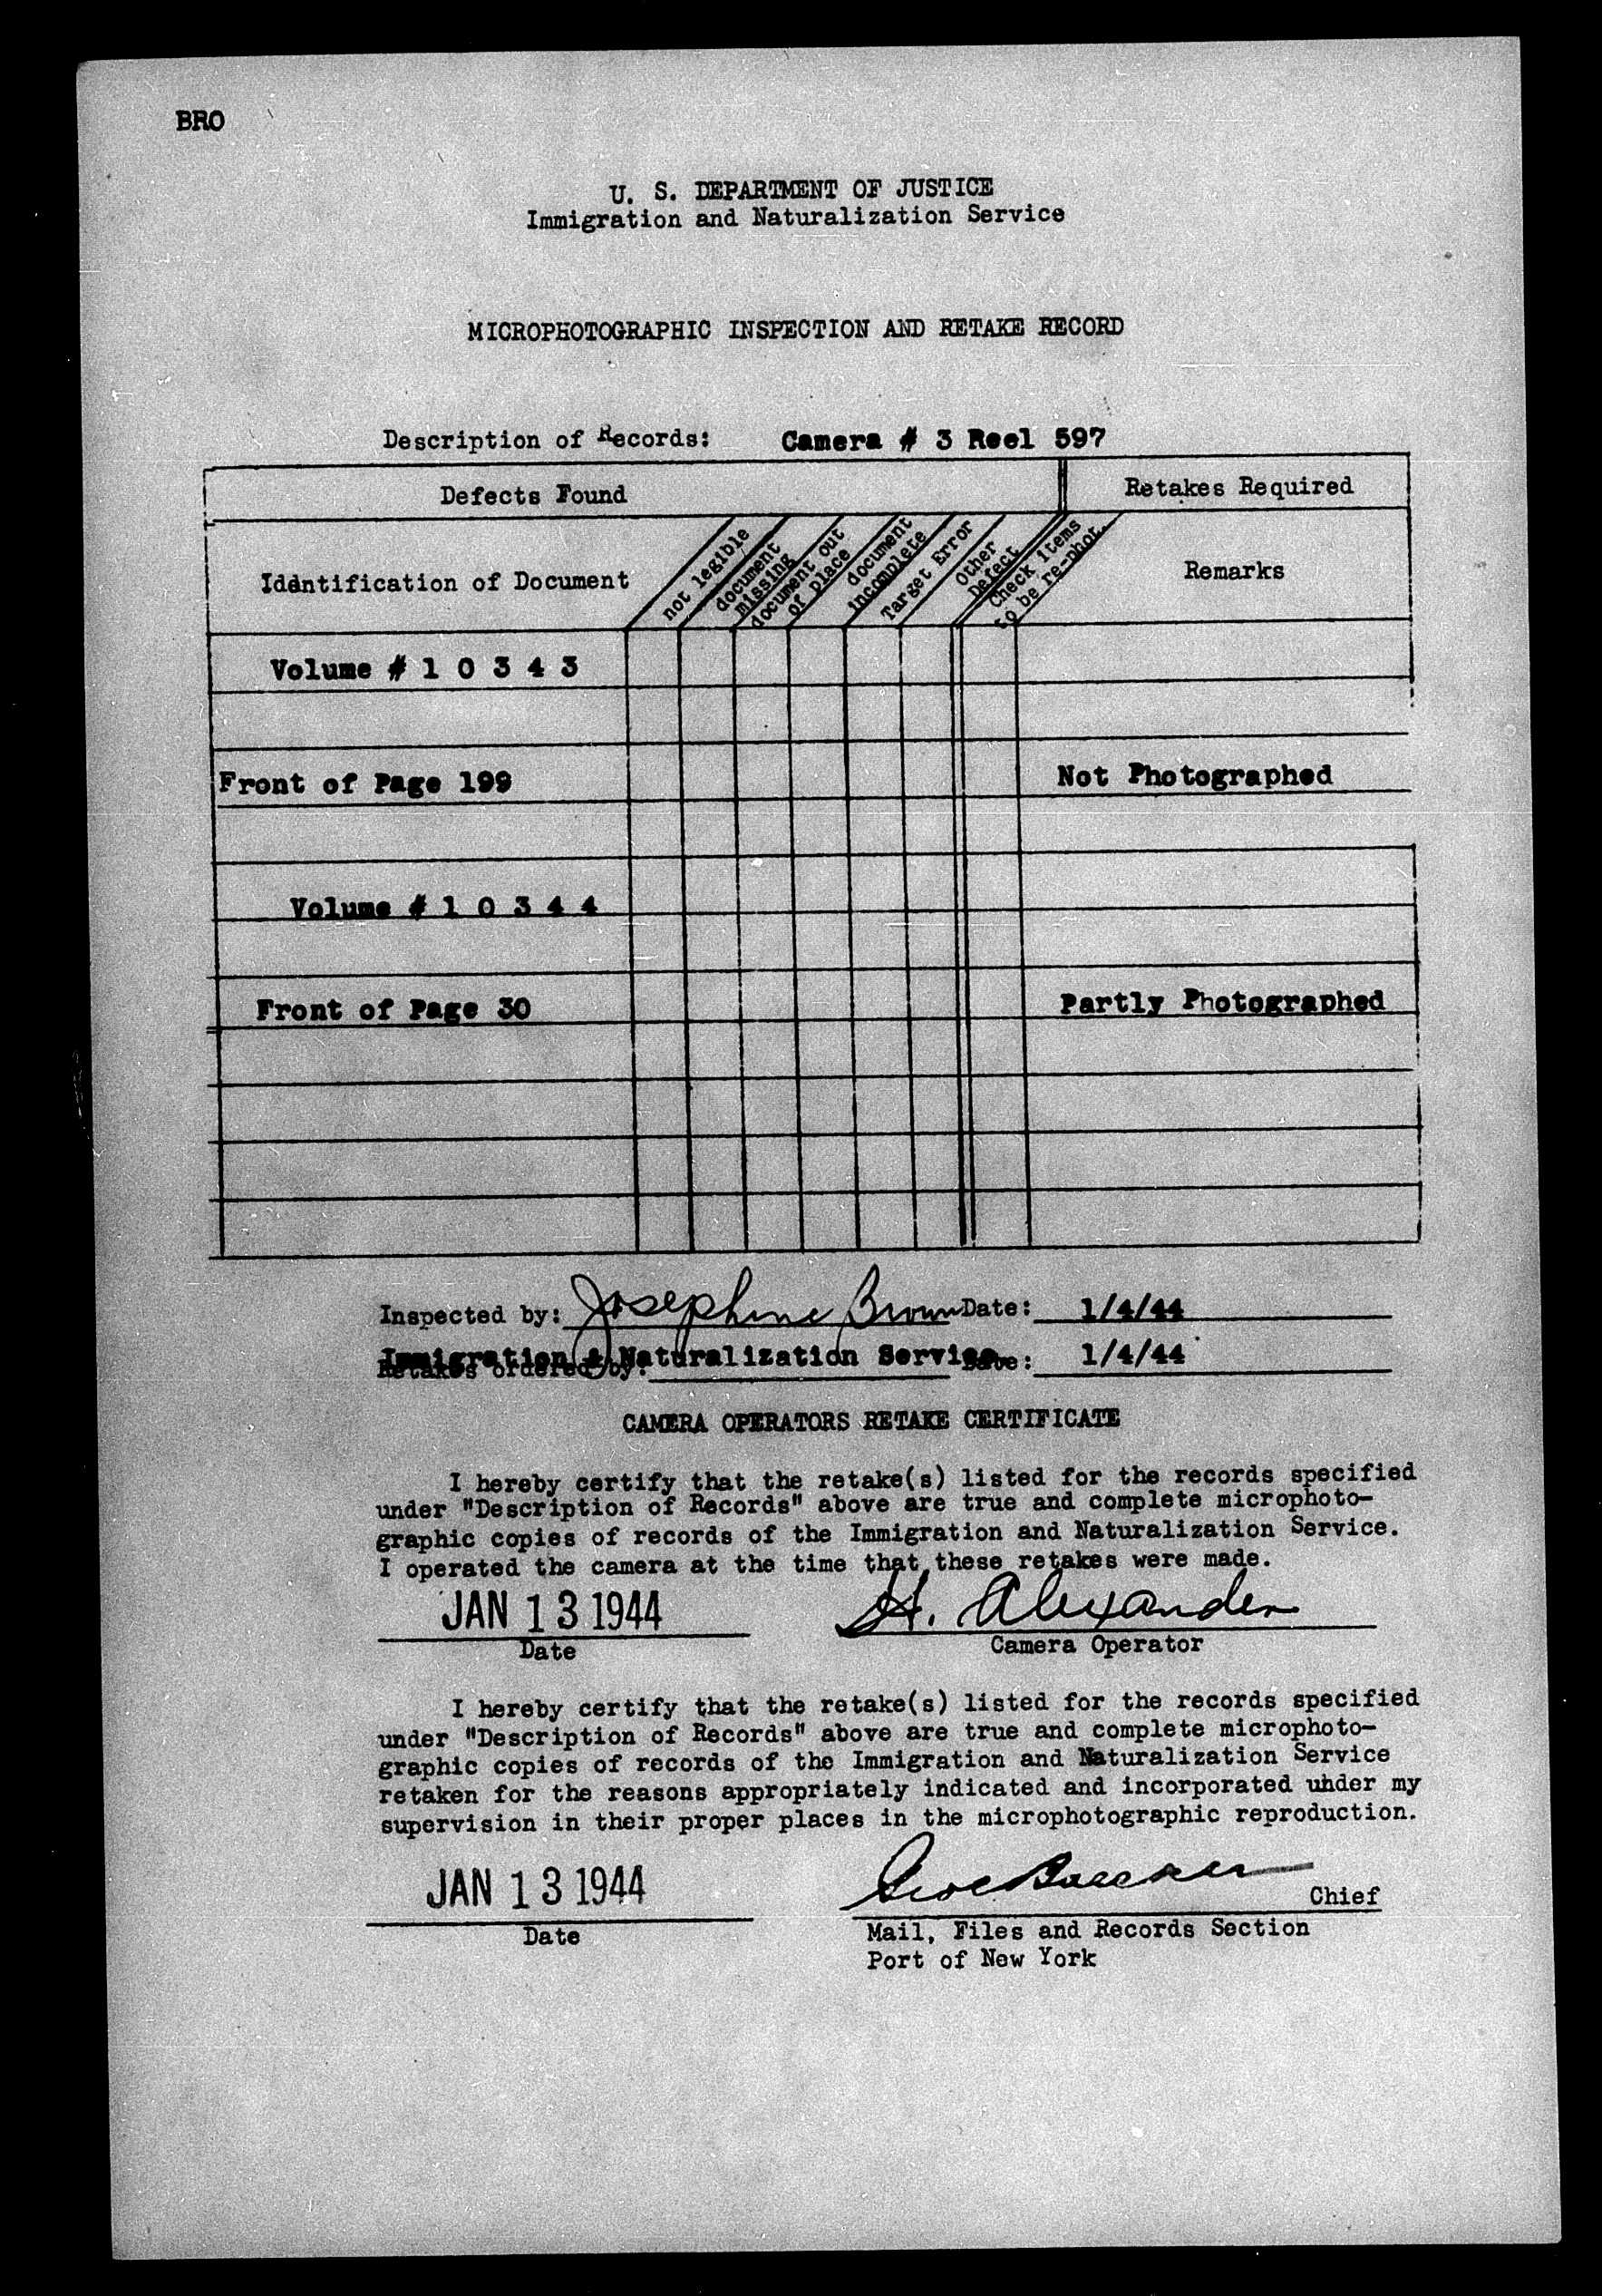 BRO
U. S. DEPARTMENT OF JUSTICE
Immigration and Naturalization Service
MICROPHOTOGRAPHIC INSPECTION AND RETAKE RECORD
Description of Records: Camera # 3 Reel 597
Defects Found Retakes Required
Identification of Document
not legible
document missing
document out of place
document incomplete
Target Error
Other Defect
Check items to be re-phot.
Remarks
Volume # 1 0 3 4 3
Front of Page 199 Not Photographed
Volume # 1 0 3 4 4
Front of Page 30 Partly Photographed
Inspected by: Josephine Brown Date: 1/4/44
Immigration & Naturalization Service
Retakes ordered by: Date: 1/4/44
CAMERA OPERATORS RETAKE CERTIFICATE
I hereby certify that the retake(s) listed for the records specified
under "Description of Records" above are true and complete microphoto-
graphic copies of records of the Immigration and Naturalization Service.
I operated the camera at the time that these retakes were made.
JAN 13 1944 H. Alexander
Date Camera Operator
I hereby certify that the retake(s) listed for the records specified
under "Description of Records" above are true and complete microphoto-
graphic copies of records of the Immigration and Naturalization Service
retaken for the reasons appropriately indicated and incorporated uhder my
supervision in their proper places in the microphotographic reproduction.
JAN 13 1944 Chief
Date Mail, Files and Records Section
Port of New York